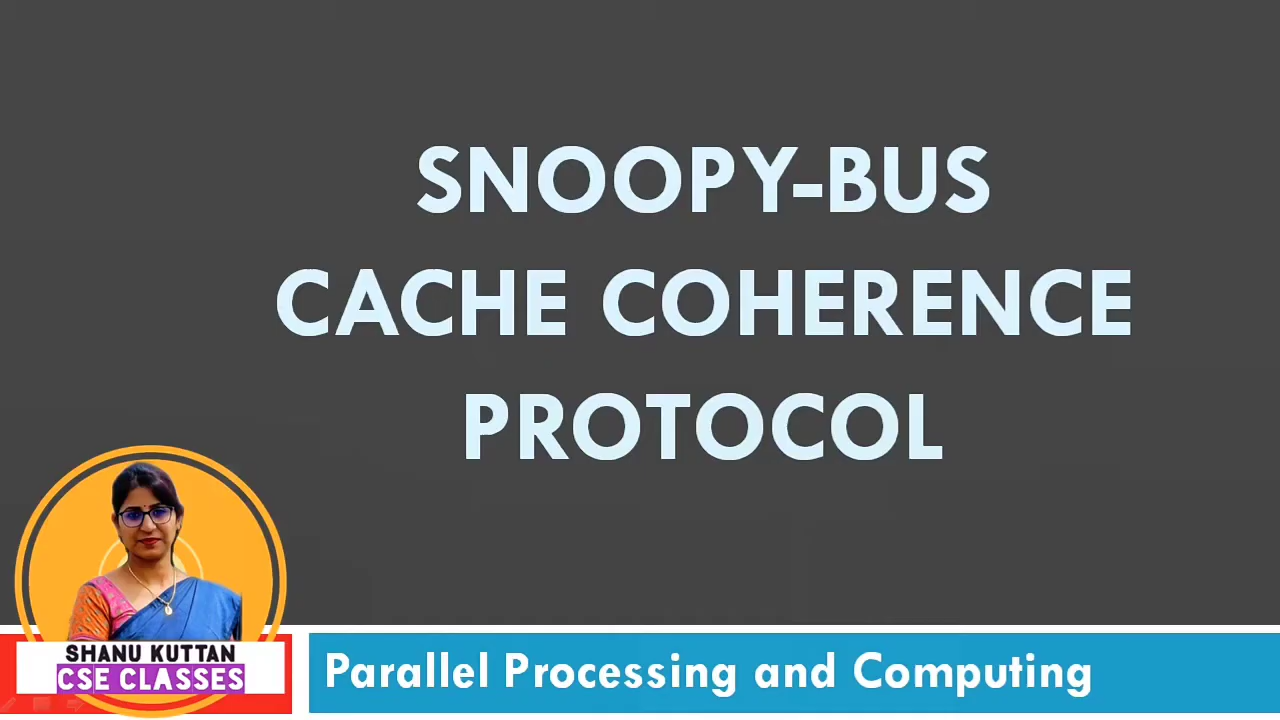 SNOOPY-BUS
CACHE COHERENCE
PROTOCOL
SHANU KUTTAN
CSE CLASSES
Parallel Processing and Computing